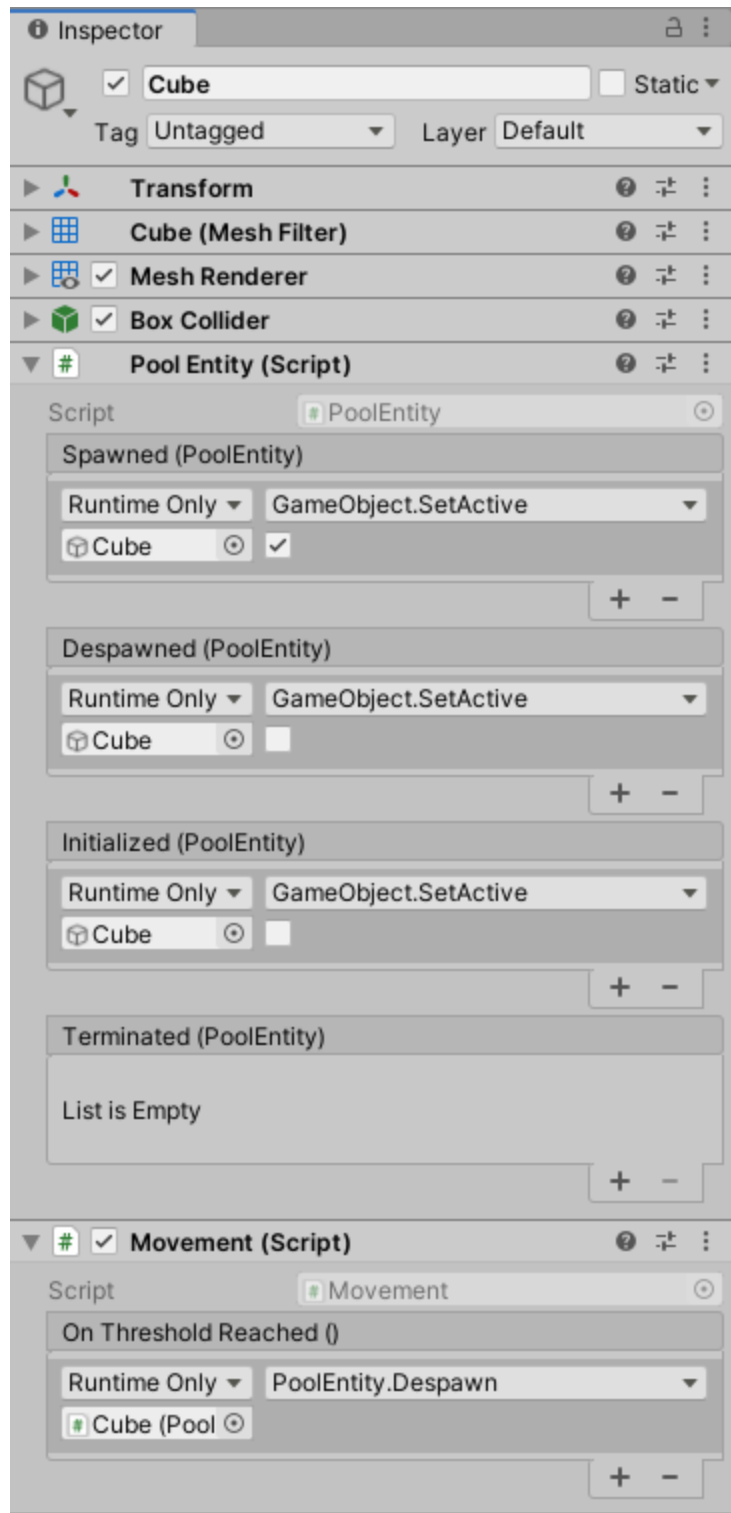 Inspector
Cube Static
Tag Untagged Layer Default
Transform
Cube (Mesh Filter)
Mesh Renderer
Box Collider
# Pool Entity (Script)
Script # PoolEntity
Spawned (PoolEntity)
Runtime Only GameObject.SetActive
Cube
+ −
Despawned (PoolEntity)
Runtime Only GameObject.SetActive
Cube
+ −
Initialized (PoolEntity)
Runtime Only GameObject.SetActive
Cube
+ −
Terminated (PoolEntity)
List is Empty
+ −
# Movement (Script)
Script # Movement
On Threshold Reached ()
Runtime Only PoolEntity.Despawn
# Cube (Pool
+ −